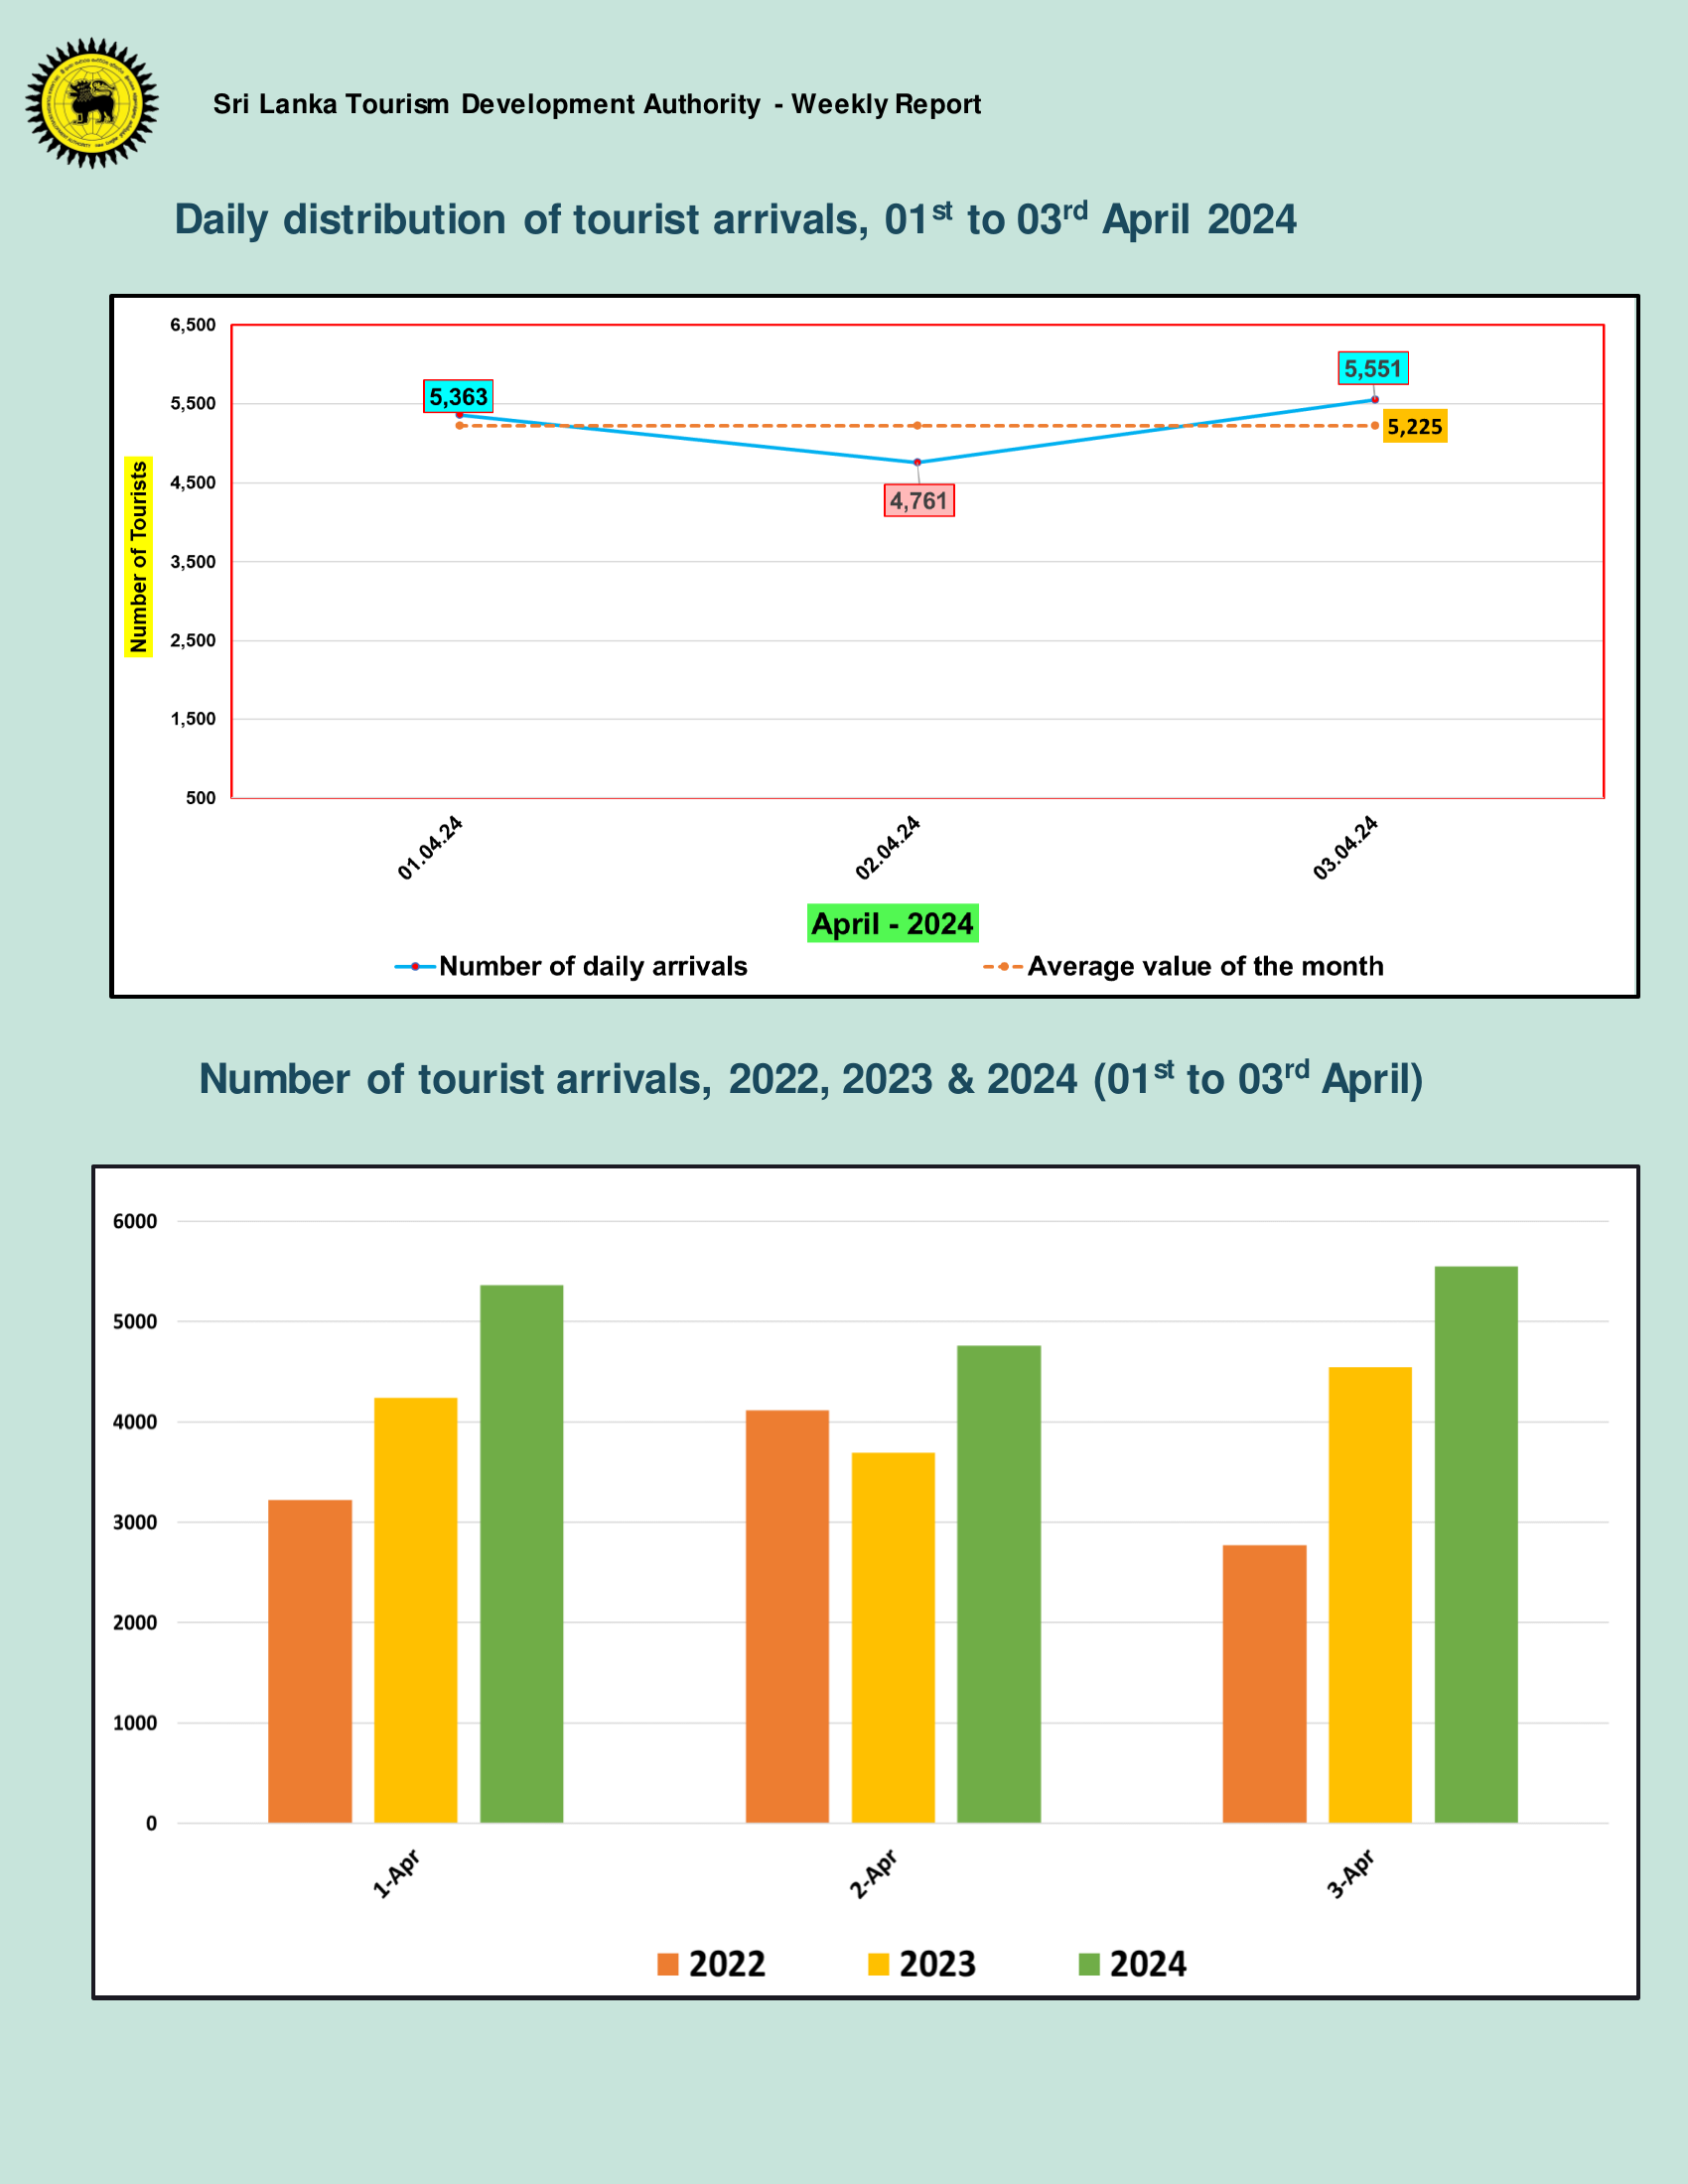 Sri Lanka Tourism Development Authority - Weekly Report
Daily distribution of tourist arrivals, 01st to 03rd April 2024
6,500
5,500
4,500
3,500
2,500
1,500
500
Number of Tourists
5,363
4,761
5,551
5,225
01.04.24
02.04.24
03.04.24
April - 2024
Number of daily arrivals
Average value of the month
Number of tourist arrivals, 2022, 2023 & 2024 (01st to 03rd April)
6000
5000
4000
3000
2000
1000
0
1-Apr
2-Apr
3-Apr
2022
2023
2024